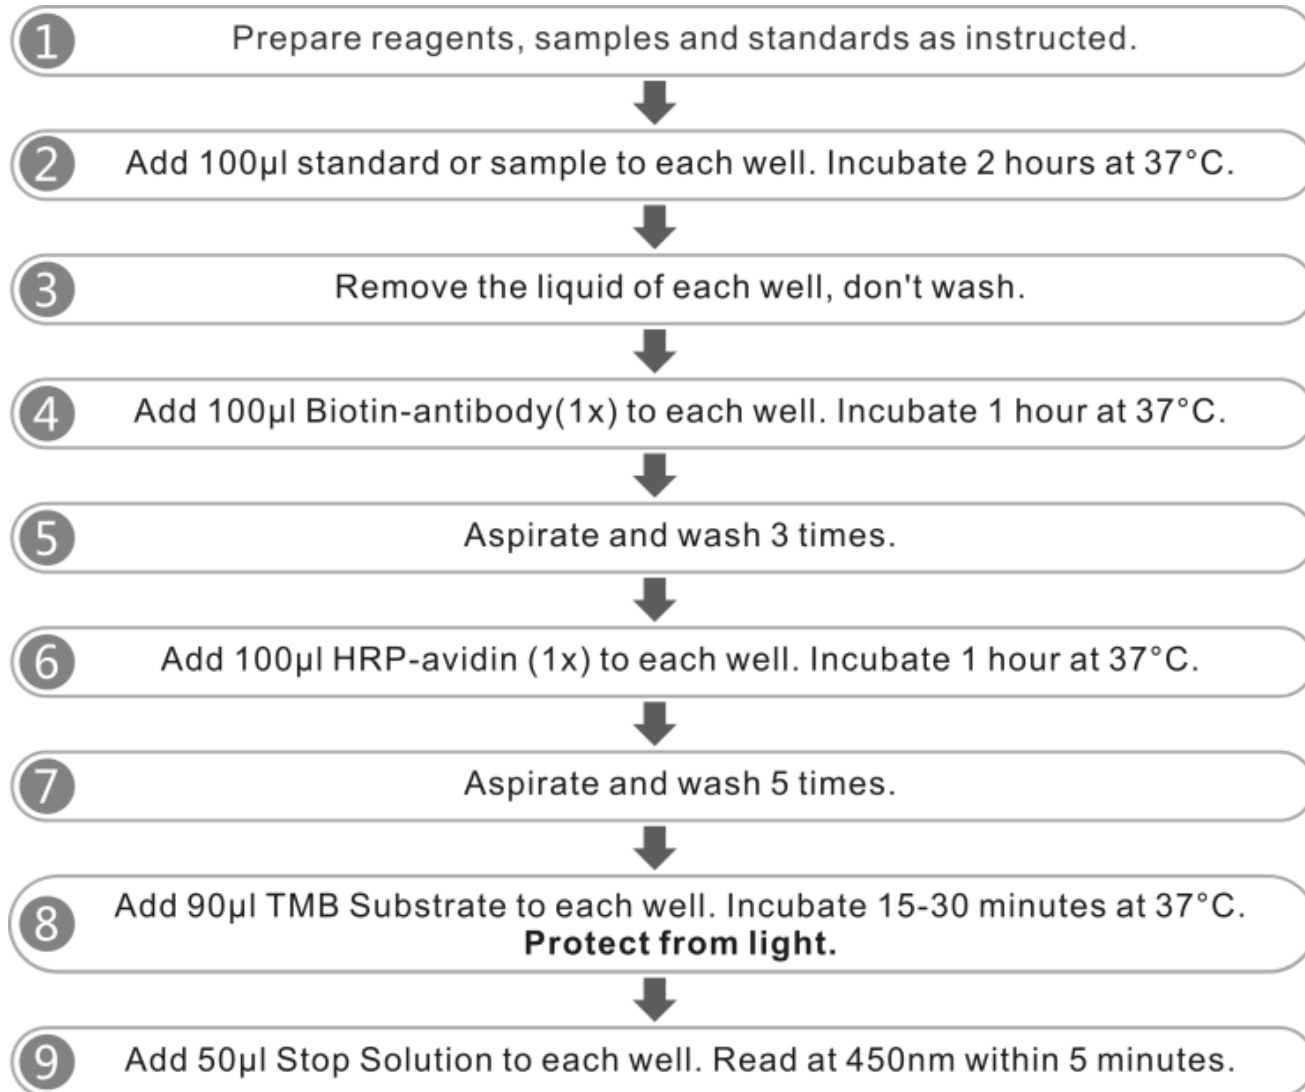 1 Prepare reagents, samples and standards as instructed.
2 Add 100µl standard or sample to each well. Incubate 2 hours at 37°C.
3 Remove the liquid of each well, don't wash.
4 Add 100µl Biotin-antibody(1x) to each well. Incubate 1 hour at 37°C.
5 Aspirate and wash 3 times.
6 Add 100µl HRP-avidin (1x) to each well. Incubate 1 hour at 37°C.
7 Aspirate and wash 5 times.
8 Add 90µl TMB Substrate to each well. Incubate 15-30 minutes at 37°C.
Protect from light.
9 Add 50µl Stop Solution to each well. Read at 450nm within 5 minutes.